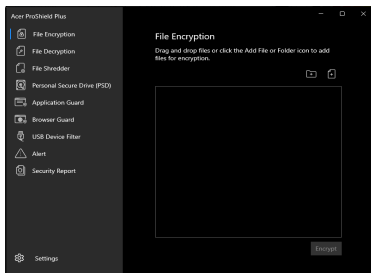 Acer ProShield Plus
File Encryption
File Decryption
File Shredder
Personal Secure Drive (PSD)
Application Guard
Browser Guard
USB Device Filter
Alert
Security Report
Settings
File Encryption
Drag and drop files or click the Add File or Folder icon to add
files for encryption.
Encrypt